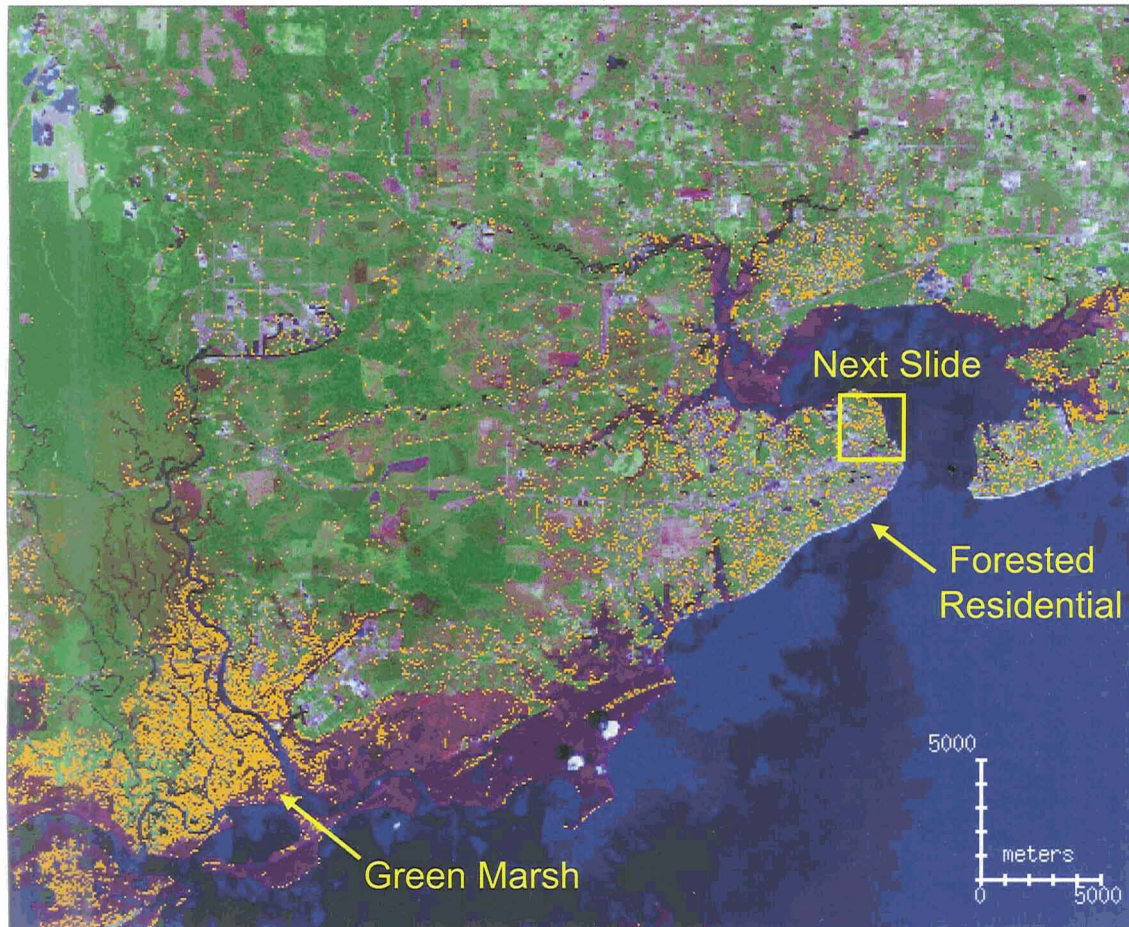 Next Slide
Forested
Residential
Green Marsh
5000
meters
0 5000